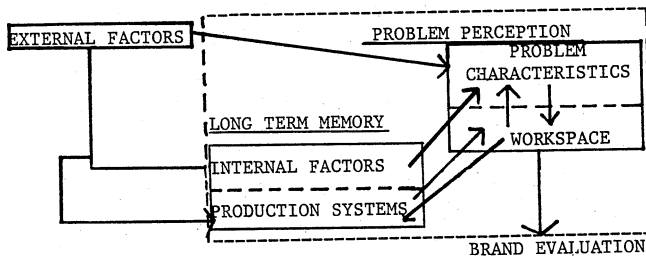 EXTERNAL FACTORS
PROBLEM PERCEPTION
PROBLEM
CHARACTERISTICS
WORKSPACE
LONG TERM MEMORY
INTERNAL FACTORS
PRODUCTION SYSTEMS
BRAND EVALUATION